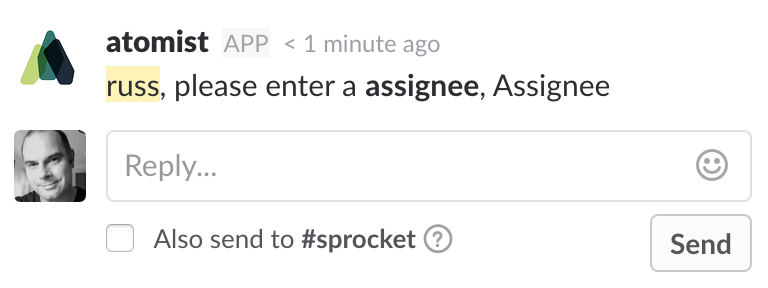 atomist APP < 1 minute ago
russ, please enter a assignee, Assignee
Reply...
Also send to #sprocket ?
Send